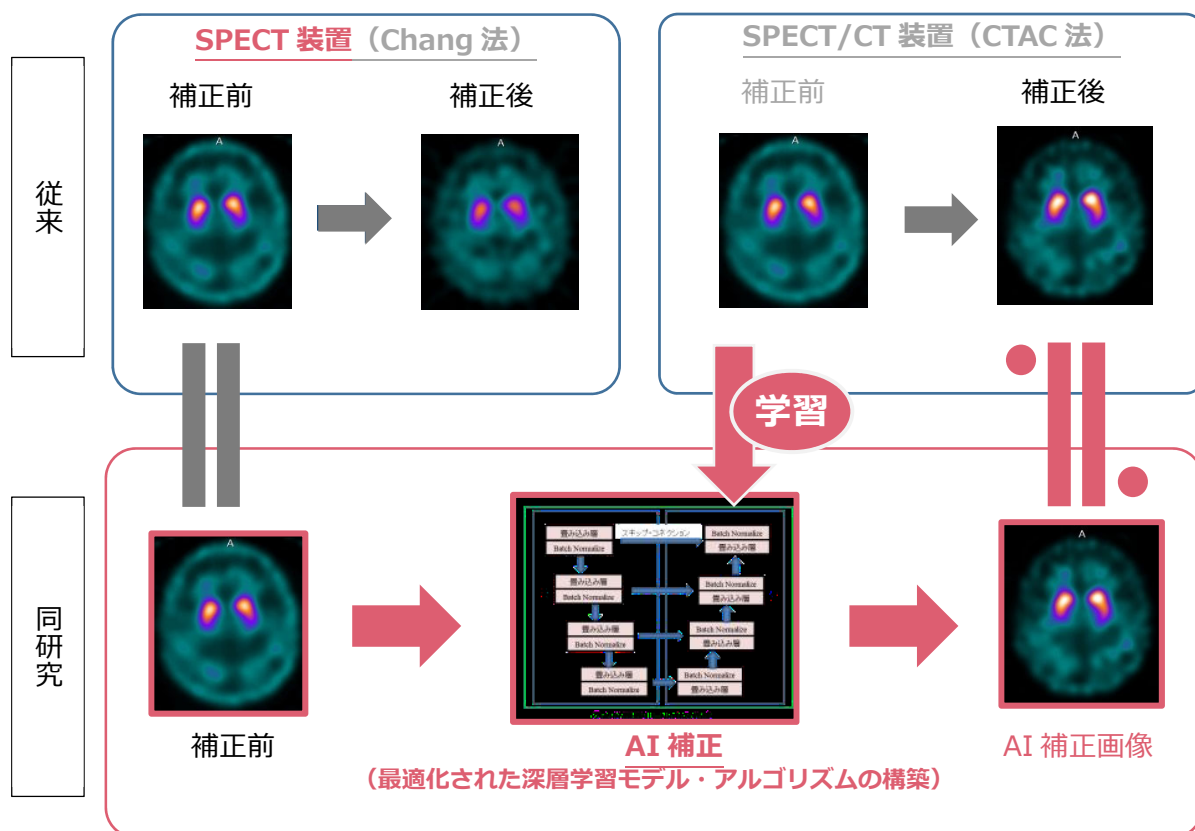 SPECT 装置（Chang 法）
SPECT/CT 装置（CTAC 法）
補正前
補正後
補正前
補正後
A
A
A
A
従来
学習
同研究
A
畳み込み層
Batch Normalize
スキップ・コネクション
Batch Normalize
畳み込み層
畳み込み層
Batch Normalize
Batch Normalize
畳み込み層
畳み込み層
Batch Normalize
Batch Normalize
畳み込み層
畳み込み層
Batch Normalize
Batch Normalize
畳み込み層
A
補正前
AI 補正
AI 補正画像
（最適化された深層学習モデル・アルゴリズムの構築）